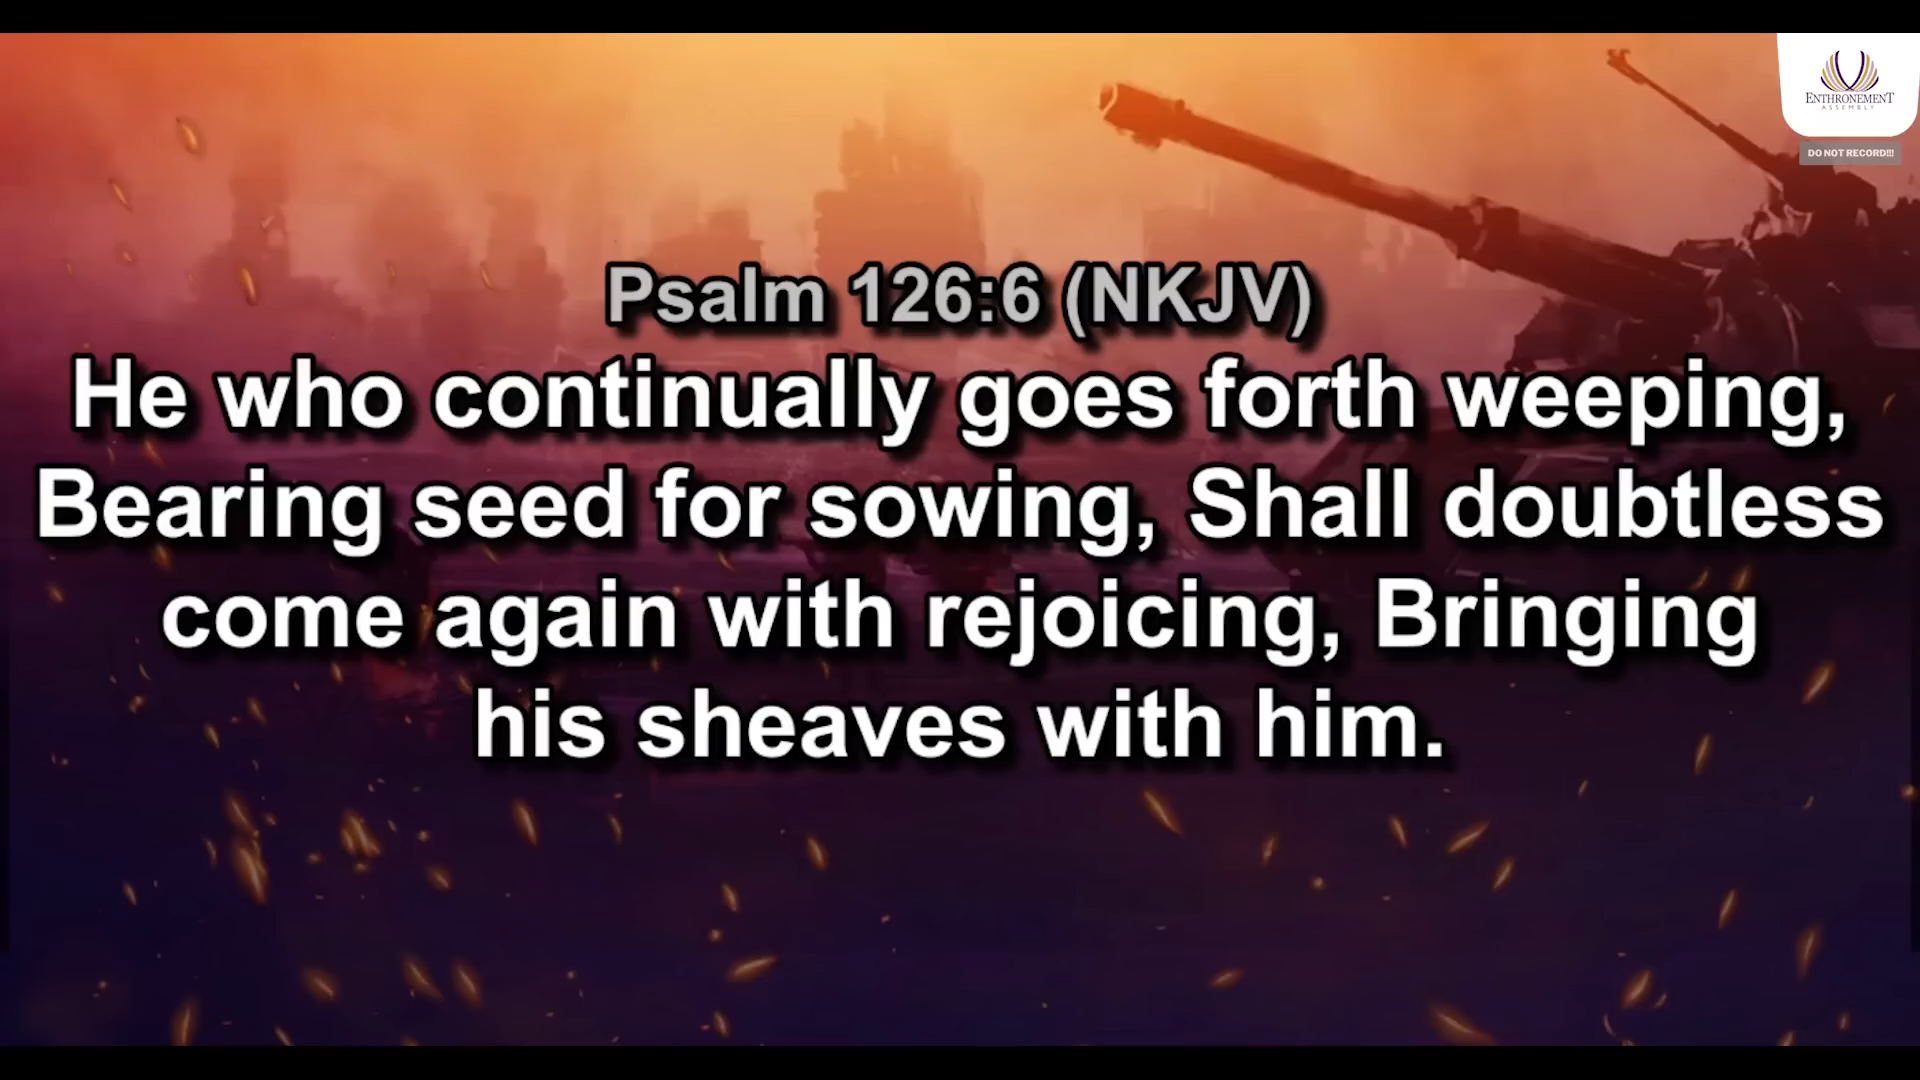 ENTHRONEMENT
ASSEMBLY
DO NOT RECORD!!!
Psalm 126:6 (NKJV)
He who continually goes forth weeping,
Bearing seed for sowing, Shall doubtless
come again with rejoicing, Bringing
his sheaves with him.